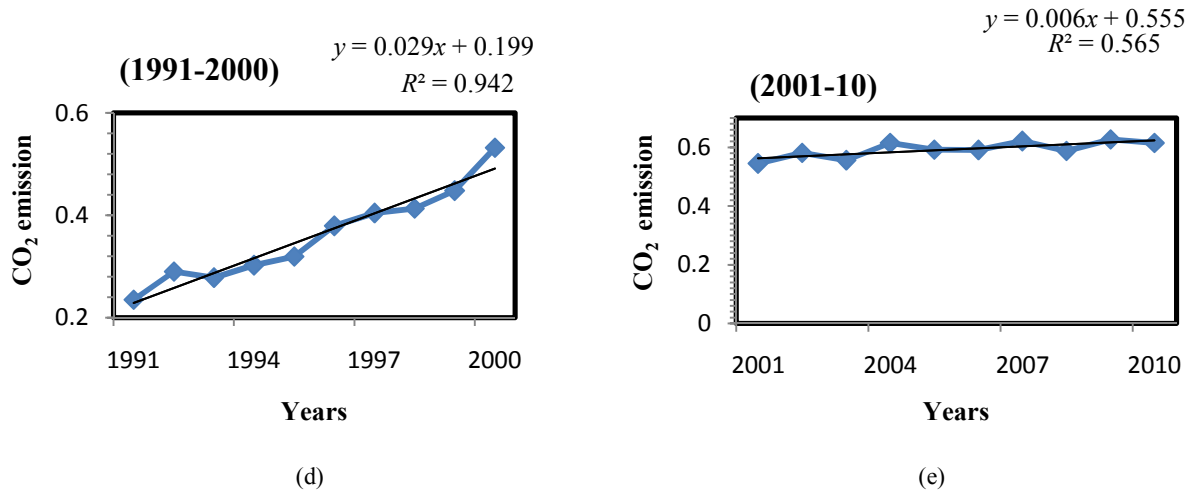 y = 0.029x + 0.199
R² = 0.942
(1991-2000)
0.6
0.4
0.2
CO₂ emission
1991 1994 1997 2000
Years
(d)
y = 0.006x + 0.555
R² = 0.565
(2001-10)
0.6
0.4
0.2
0
CO₂ emission
2001 2004 2007 2010
Years
(e)